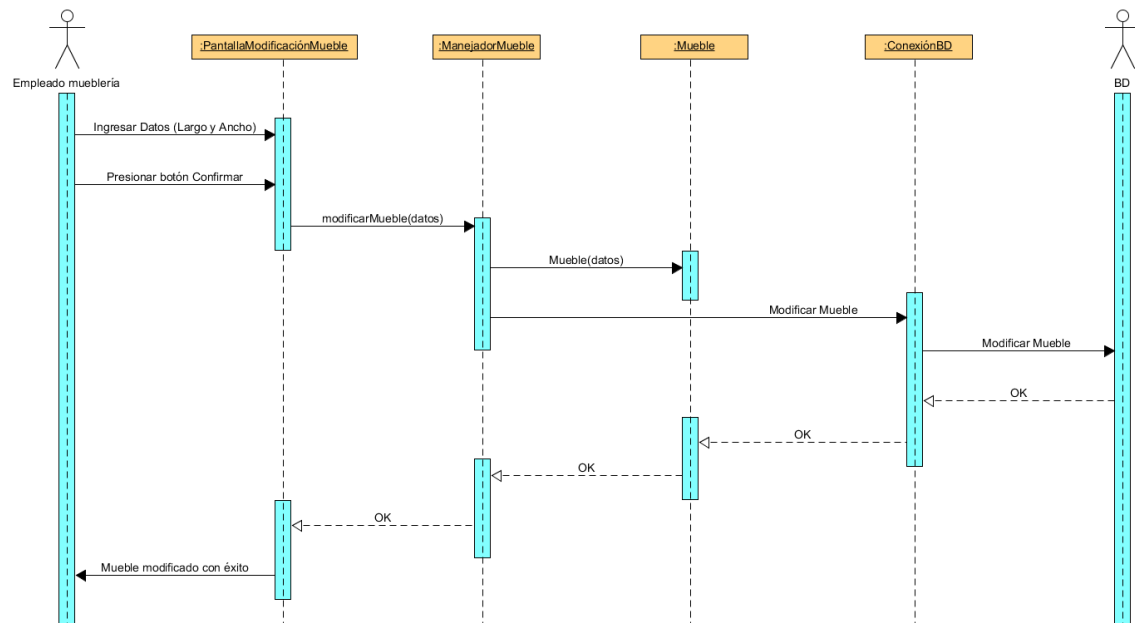 :PantallaModificaciónMueble
:ManejadorMueble
:Mueble
:ConexiónBD
Empleado mueblería
BD
Ingresar Datos (Largo y Ancho)
Presionar botón Confirmar
modificarMueble(datos)
Mueble(datos)
Modificar Mueble
Modificar Mueble
OK
OK
OK
OK
Mueble modificado con éxito